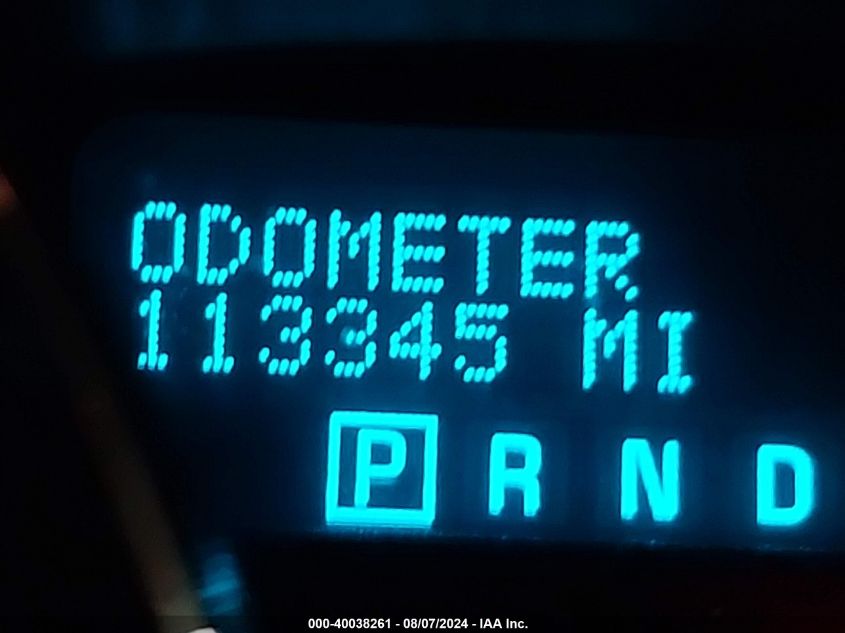 ODOMETER
113345 MI
P R N D
000-40038261 - 08/07/2024 - IAA Inc.